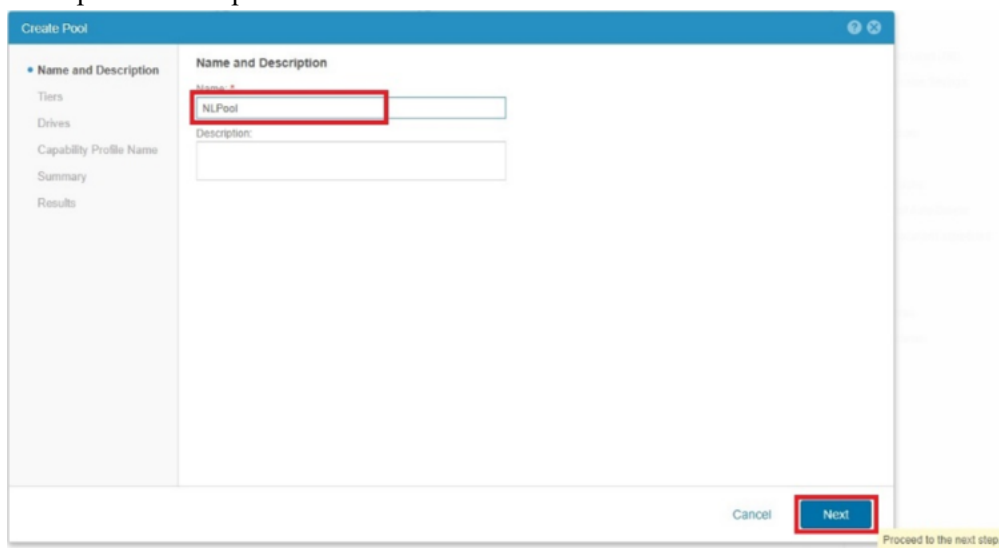 Create Pool
Name and Description
Tiers
Drives
Capability Profile Name
Summary
Results
Name and Description
Name: *
NLPool
Description:
Cancel
Next
Proceed to the next step